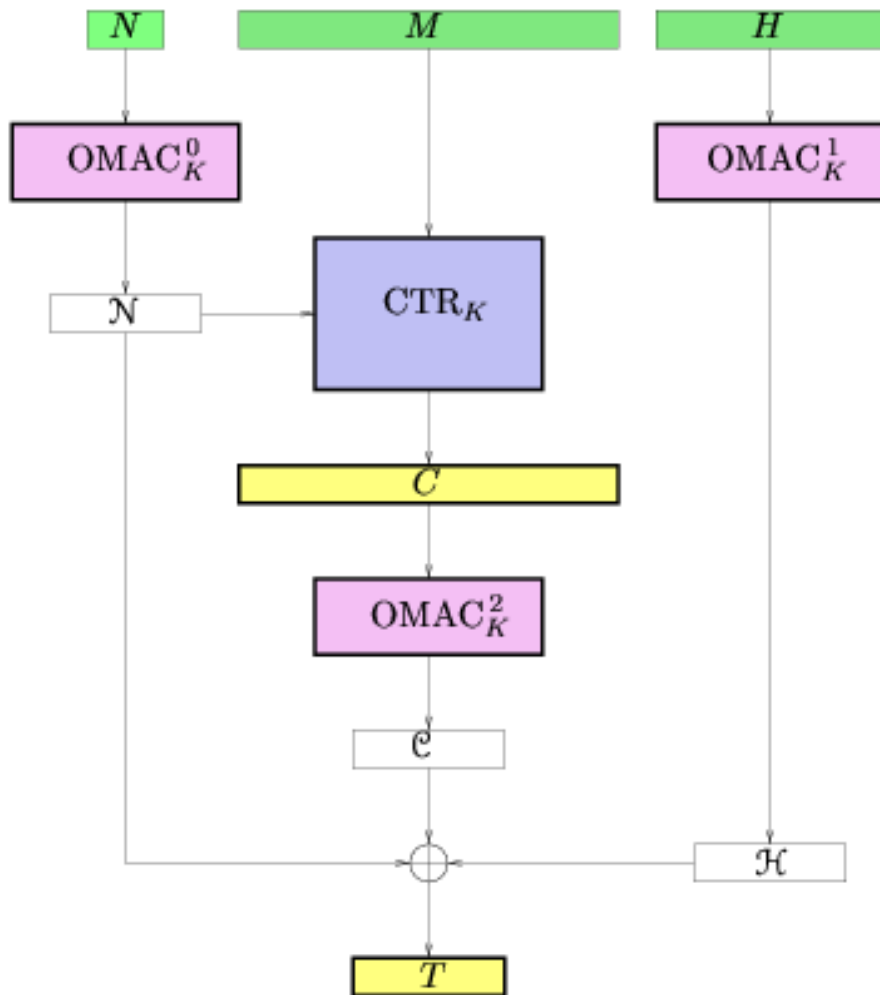 N M H
OMAC⁰_K OMAC¹_K
𝒩 CTR_K
C
OMAC²_K
𝒞
ℋ
T